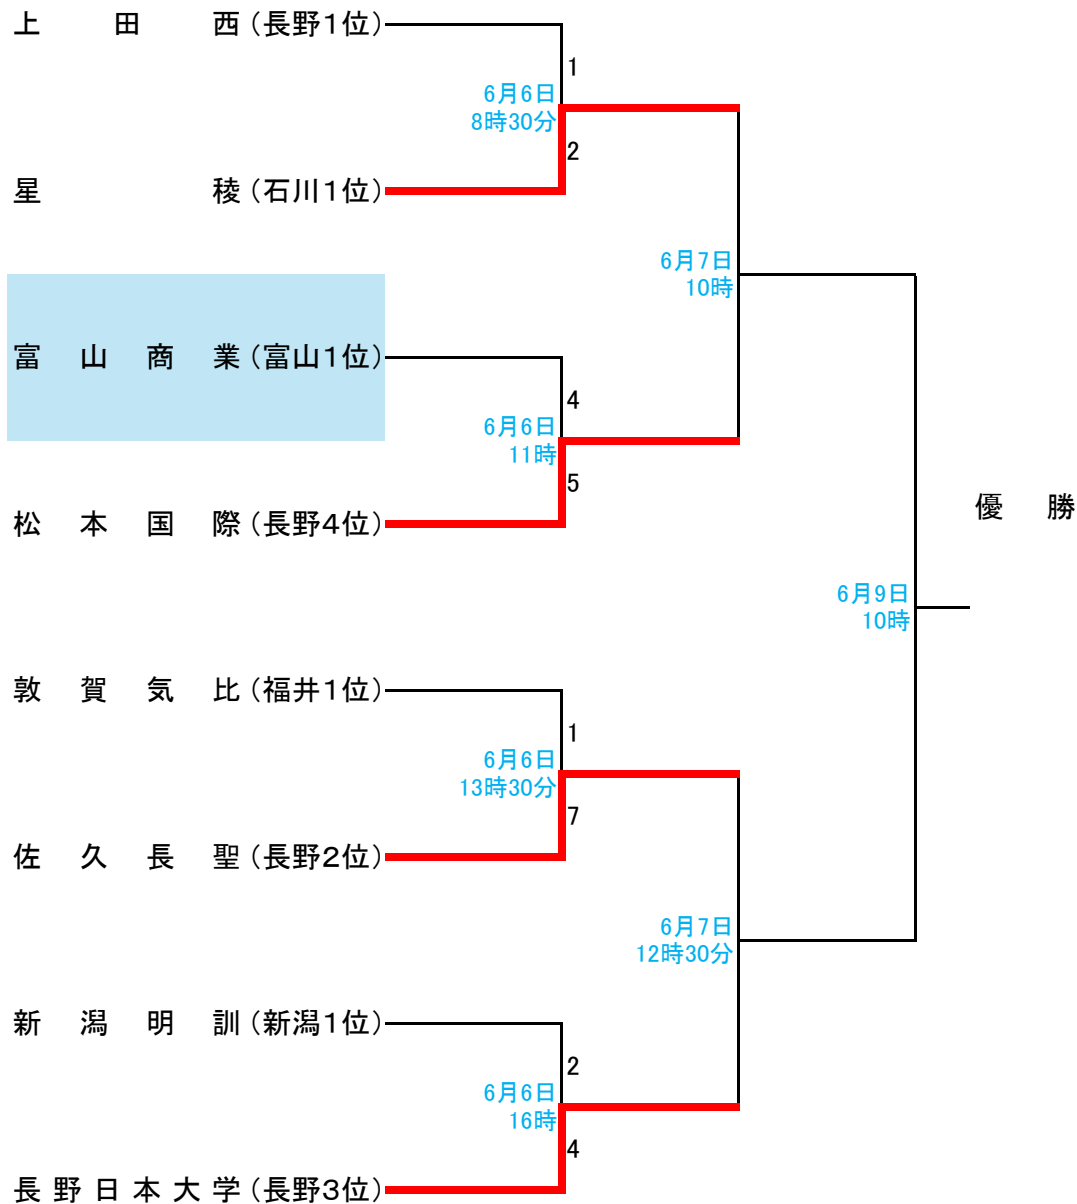 上田西(長野1位)
1
6月6日
8時30分
2
星稜(石川1位)
6月7日
10時
富山商業(富山1位)
4
6月6日
11時
5
松本国際(長野4位)
優勝
6月9日
10時
敦賀気比(福井1位)
1
6月6日
13時30分
7
佐久長聖(長野2位)
6月7日
12時30分
新潟明訓(新潟1位)
2
6月6日
16時
4
長野日本大学(長野3位)